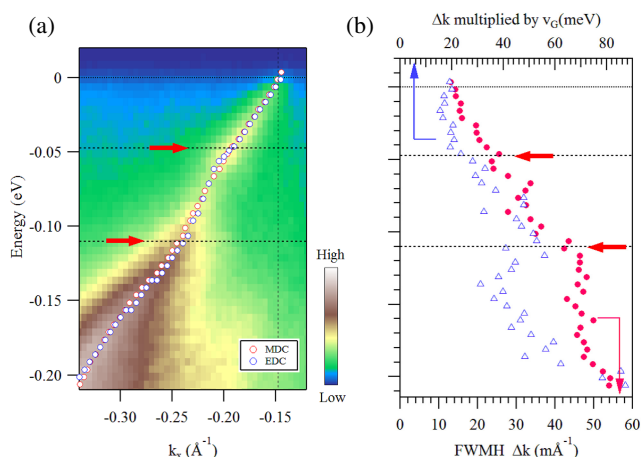 (a)
(b)
Δk multiplied by vG(meV)
0 20 40 60 80
0
-0.05
-0.10
-0.15
-0.20
Energy (eV)
High
Low
MDC
EDC
-0.30 -0.25 -0.20 -0.15
kx (Å-1)
0 10 20 30 40 50 60
FWMH Δk (mÅ-1)